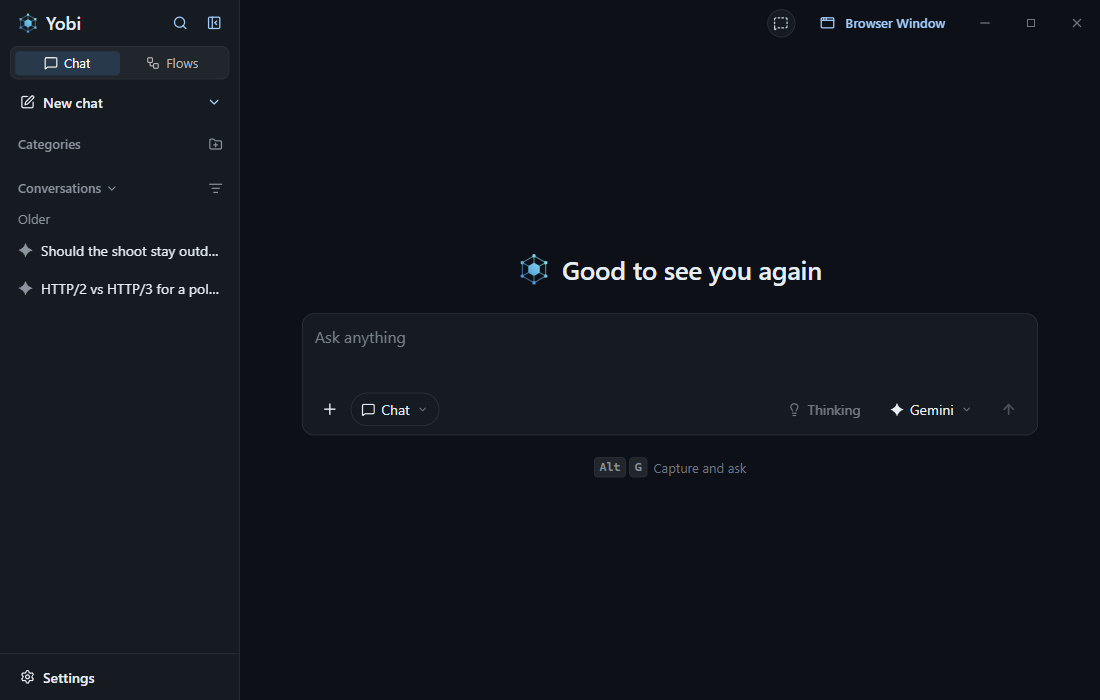 Yobi
Browser Window
Chat
Flows
New chat
Categories
Conversations
Older
Should the shoot stay outd...
HTTP/2 vs HTTP/3 for a pol...
Settings
Good to see you again
Ask anything
Chat
Thinking
Gemini
Alt G Capture and ask